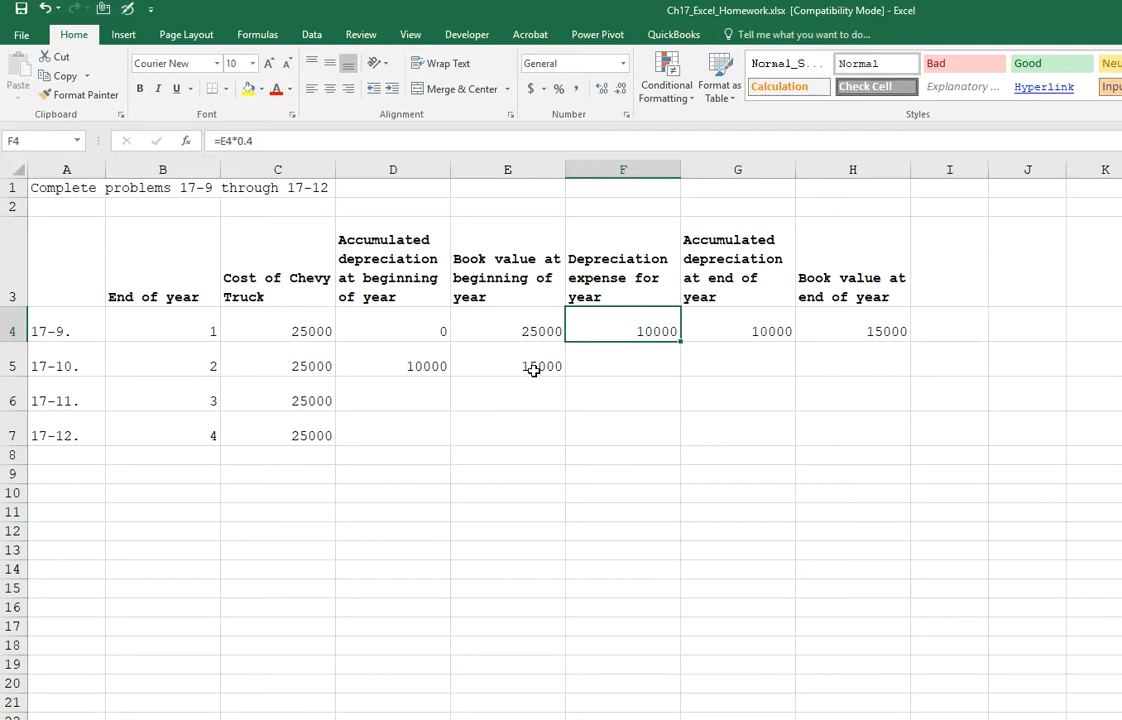 Ch17_Excel_Homework.xlsx [Compatibility Mode] - Excel
File Home Insert Page Layout Formulas Data Review View Developer Acrobat Power Pivot QuickBooks Tell me what you want to do...
Paste
Cut
Copy
Format Painter
Courier New 10
B I U
Wrap Text
Merge & Center
General
$ % ,
Conditional Formatting
Format as Table
Normal_S... Normal Bad Good
Calculation Check Cell Explanatory ... Hyperlink
Clipboard Font Alignment Number Styles
F4 fx =E4*0.4
A B C D E F G H I J K
1 Complete problems 17-9 through 17-12
2
3 End of year
Cost of Chevy
Truck
Accumulated
depreciation
at beginning
of year
Book value at
beginning of
year
Depreciation
expense for
year
Accumulated
depreciation
at end of
year
Book value at
end of year
4 17-9. 1 25000 0 25000 10000 10000 15000
5 17-10. 2 25000 10000 15000
6 17-11. 3 25000
7 17-12. 4 25000
8
9
10
11
12
13
14
15
16
17
18
19
20
21